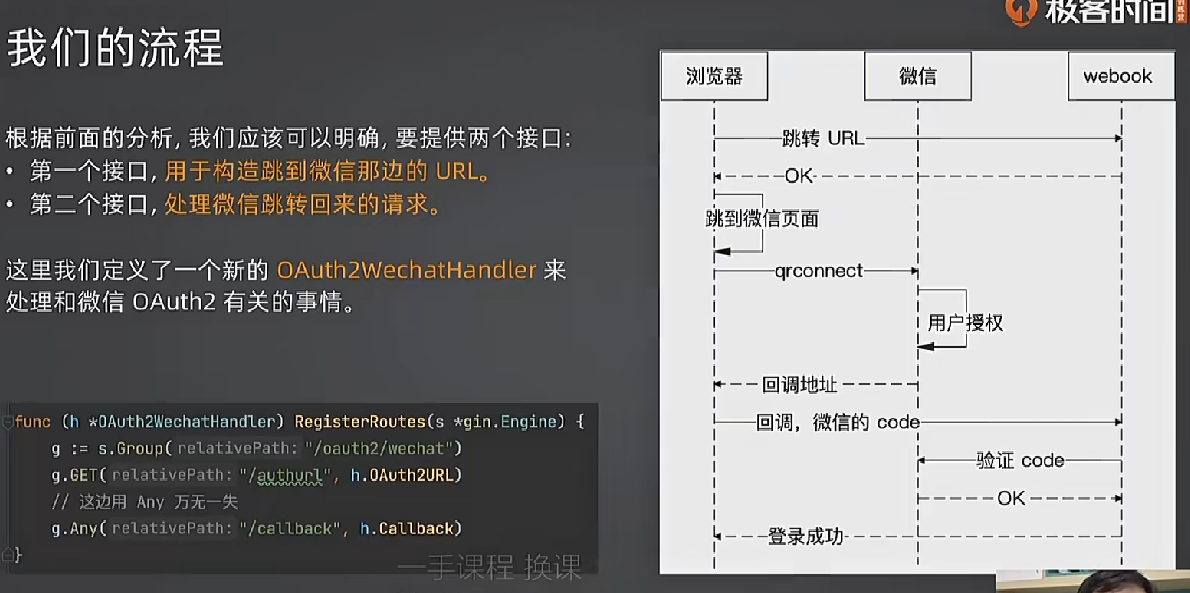 极客时间
我们的流程
根据前面的分析, 我们应该可以明确, 要提供两个接口:
• 第一个接口, 用于构造跳到微信那边的 URL。
• 第二个接口, 处理微信跳转回来的请求。
这里我们定义了一个新的 OAuth2WechatHandler 来
处理和微信 OAuth2 有关的事情。
func (h *OAuth2WechatHandler) RegisterRoutes(s *gin.Engine) {
g := s.Group( relativePath: "/oauth2/wechat")
g.GET( relativePath: "/authurl", h.OAuth2URL)
// 这边用 Any 万无一失
g.Any( relativePath: "/callback", h.Callback)
}
一手课程 换课
浏览器
微信
webook
跳转 URL
OK
跳到微信页面
qrconnect
用户授权
回调地址
回调，微信的 code
验证 code
OK
登录成功